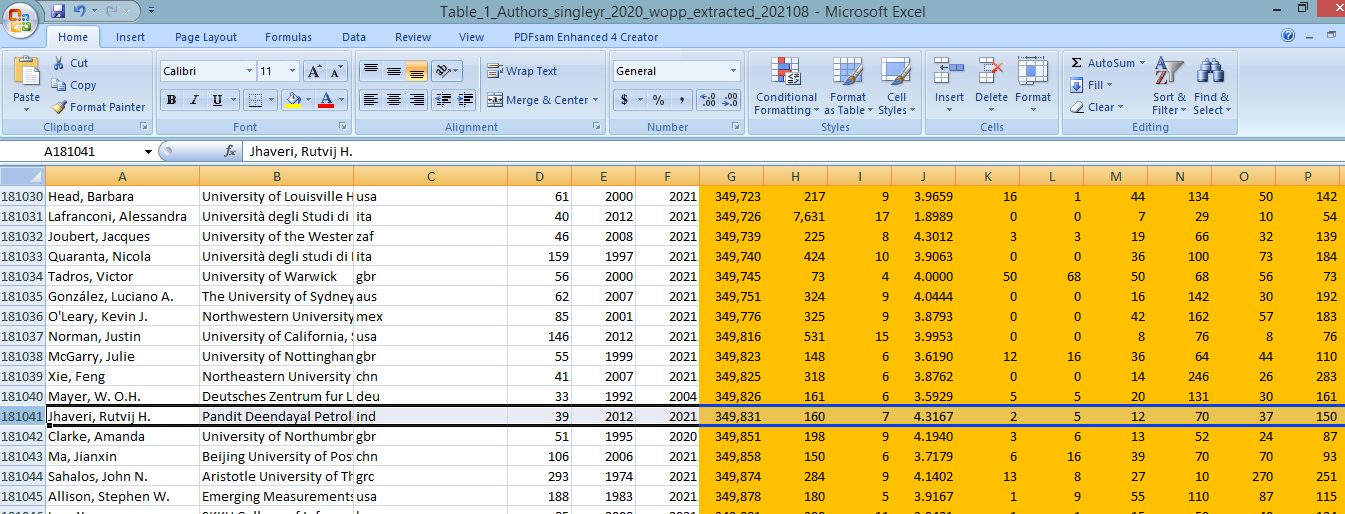 Table_1_Authors_singleyr_2020_wopp_extracted_202108 - Microsoft Excel
Home Insert Page Layout Formulas Data Review View PDFsam Enhanced 4 Creator
Cut
Copy
Format Painter
Paste
Clipboard
Calibri 11
B I U
Font
Wrap Text
Merge & Center
Alignment
General
$ % ,
Number
Conditional Formatting
Format as Table
Cell Styles
Styles
Insert Delete Format
Cells
Σ AutoSum
Fill
Clear
Sort & Filter
Find & Select
Editing
A181041 fx Jhaveri, Rutvij H.
A B C D E F G H I J K L M N O P
181030 Head, Barbara University of Louisville H usa 61 2000 2021 349,723 217 9 3.9659 16 1 44 134 50 142
181031 Lafranconi, Alessandra Università degli Studi di ita 40 2012 2021 349,726 7,631 17 1.8989 0 0 7 29 10 54
181032 Joubert, Jacques University of the Wester zaf 46 2008 2021 349,739 225 8 4.3012 3 3 19 66 32 139
181033 Quaranta, Nicola Università degli studi di ita 159 1997 2021 349,740 424 10 3.9063 0 0 36 100 73 184
181034 Tadros, Victor University of Warwick gbr 56 2000 2021 349,745 73 4 4.0000 50 68 50 68 56 73
181035 González, Luciano A. The University of Sydney aus 62 2007 2021 349,751 324 9 4.0444 0 0 16 142 30 192
181036 O'Leary, Kevin J. Northwestern University mex 85 2001 2021 349,776 325 9 3.8793 0 0 42 162 57 183
181037 Norman, Justin University of California, usa 146 2012 2021 349,816 531 15 3.9953 0 0 8 76 8 76
181038 McGarry, Julie University of Nottinghan gbr 55 1999 2021 349,823 148 6 3.6190 12 16 36 64 44 110
181039 Xie, Feng Northeastern University chn 41 2007 2021 349,825 318 6 3.8762 0 0 14 246 26 283
181040 Mayer, W. O.H. Deutsches Zentrum fur L deu 33 1992 2004 349,826 161 6 3.5929 5 5 20 131 30 161
181041 Jhaveri, Rutvij H. Pandit Deendayal Petrol ind 39 2012 2021 349,831 160 7 4.3167 2 5 12 70 37 150
181042 Clarke, Amanda University of Northumbr gbr 51 1995 2020 349,851 198 9 4.1940 3 6 13 52 24 87
181043 Ma, Jianxin Beijing University of Pos chn 106 2006 2021 349,858 150 6 3.7179 6 16 39 70 70 93
181044 Sahalos, John N. Aristotle University of Th grc 293 1974 2021 349,874 284 9 4.1402 13 8 27 10 270 251
181045 Allison, Stephen W. Emerging Measurements usa 188 1983 2021 349,878 180 5 3.9167 1 9 55 110 87 115